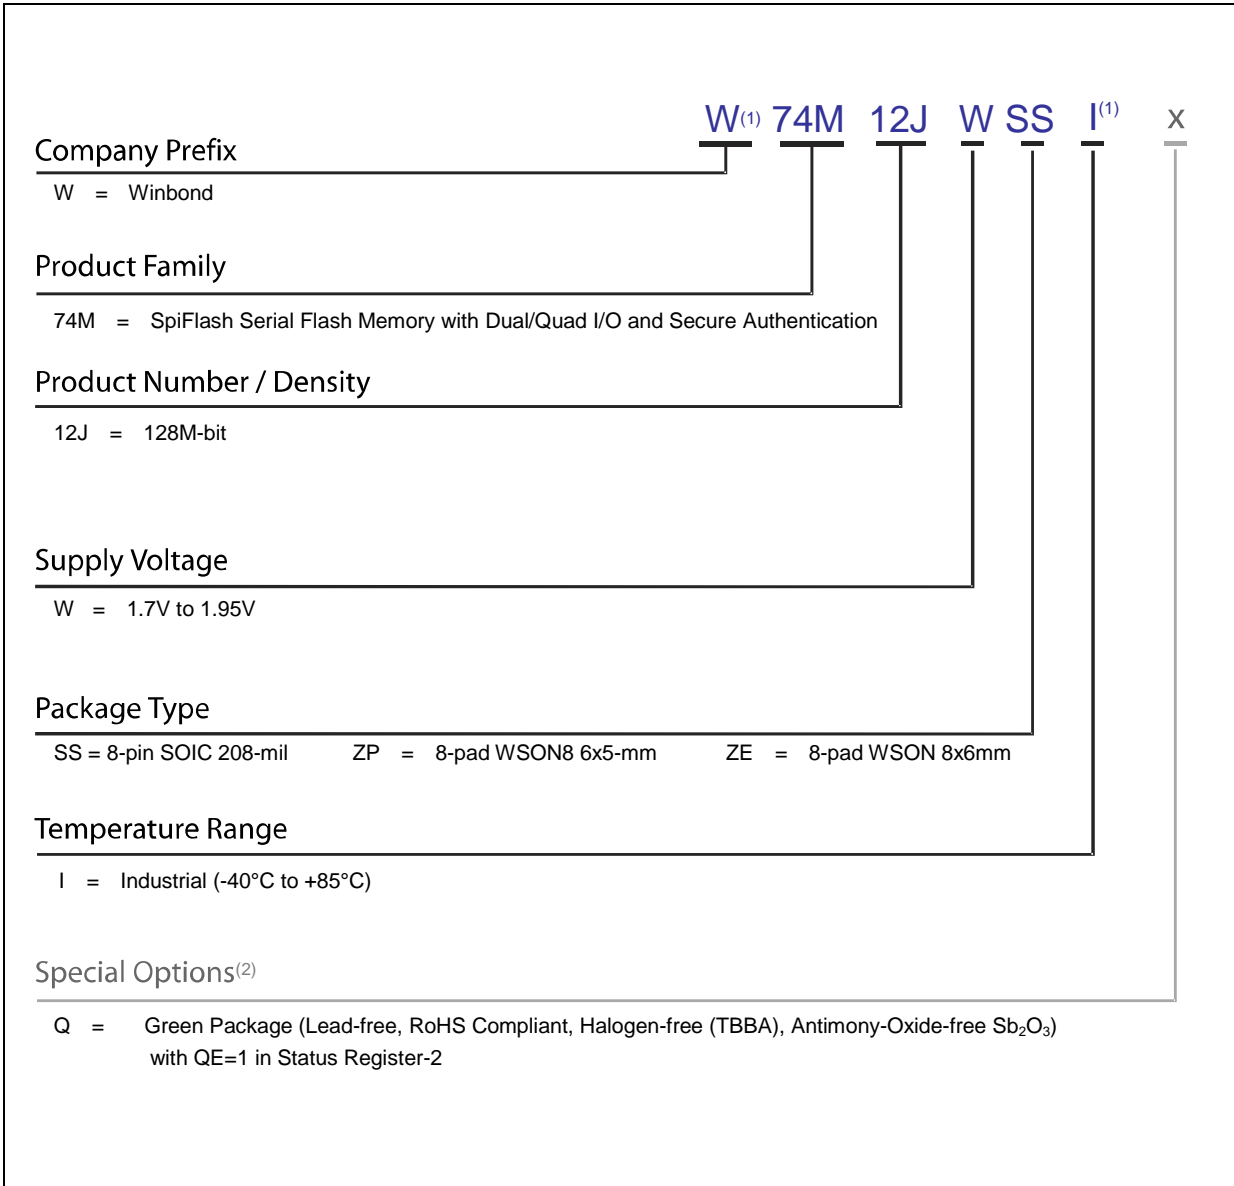 W(1) 74M 12J W SS I(1) x
Company Prefix
W = Winbond
Product Family
74M = SpiFlash Serial Flash Memory with Dual/Quad I/O and Secure Authentication
Product Number / Density
12J = 128M-bit
Supply Voltage
W = 1.7V to 1.95V
Package Type
SS = 8-pin SOIC 208-mil ZP = 8-pad WSON8 6x5-mm ZE = 8-pad WSON 8x6mm
Temperature Range
I = Industrial (-40°C to +85°C)
Special Options(2)
Q = Green Package (Lead-free, RoHS Compliant, Halogen-free (TBBA), Antimony-Oxide-free Sb2O3)
with QE=1 in Status Register-2